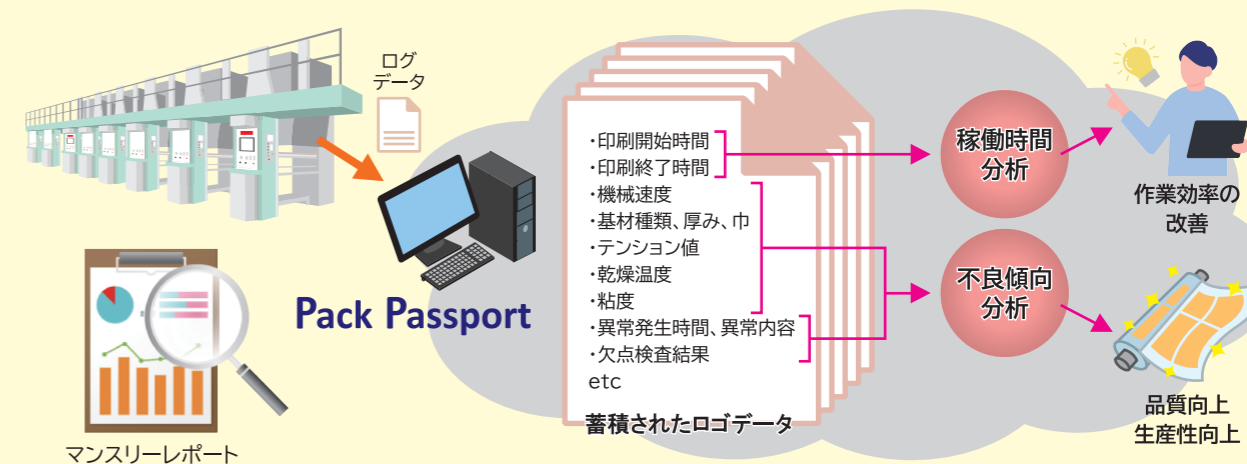 ログ
データ
Pack Passport
マンスリーレポート
・印刷開始時間
・印刷終了時間
・機械速度
・基材種類、厚み、巾
・テンション値
・乾燥温度
・粘度
・異常発生時間、異常内容
・欠点検査結果
etc
蓄積されたロゴデータ
稼働時間
分析
作業効率の
改善
不良傾向
分析
品質向上
生産性向上